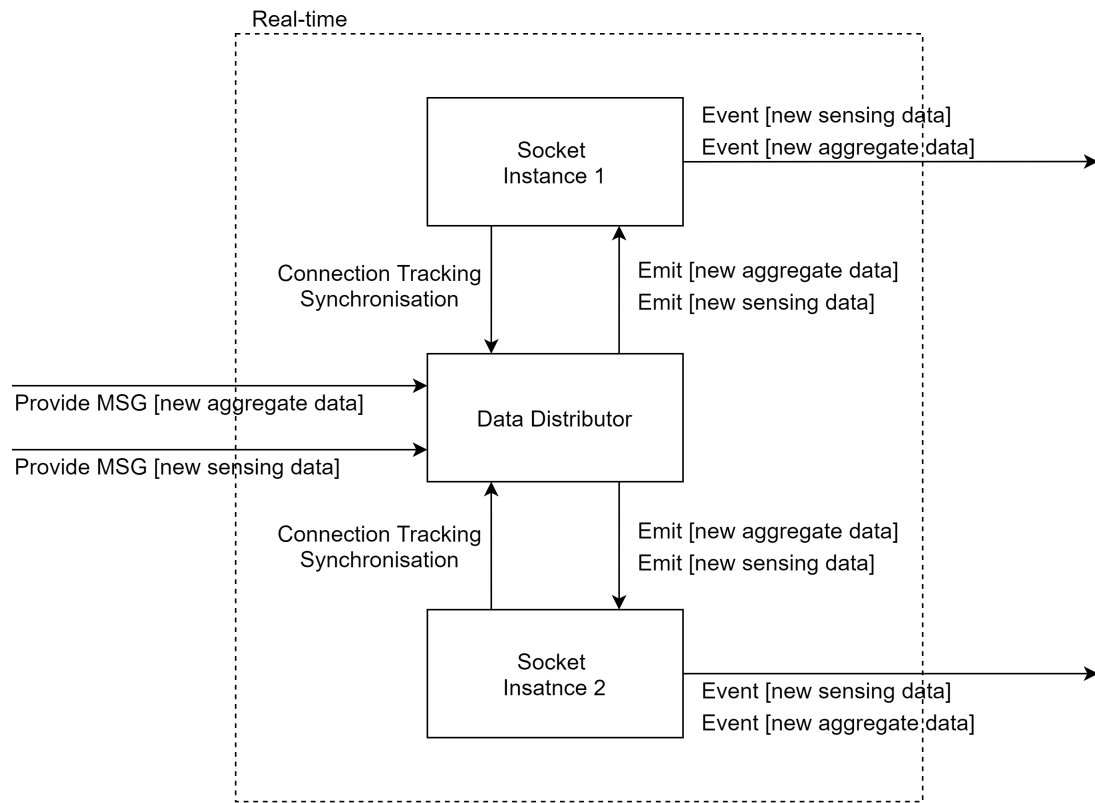 Real-time
Socket
Instance 1
Event [new sensing data]
Event [new aggregate data]
Connection Tracking
Synchronisation
Emit [new aggregate data]
Emit [new sensing data]
Provide MSG [new aggregate data]
Data Distributor
Provide MSG [new sensing data]
Connection Tracking
Synchronisation
Emit [new aggregate data]
Emit [new sensing data]
Socket
Insatnce 2
Event [new sensing data]
Event [new aggregate data]